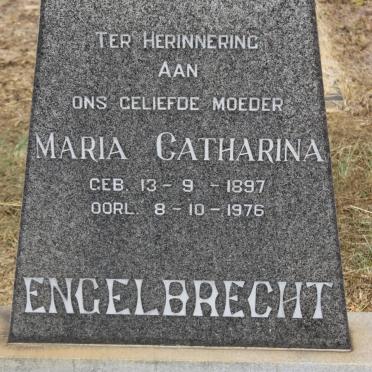 TER HERINNERING
AAN
ONS GELIEFDE MOEDER
MARIA CATHARINA
GEB. 13 - 9 - 1897
OORL. 8 - 10 - 1976
ENGELBRECHT